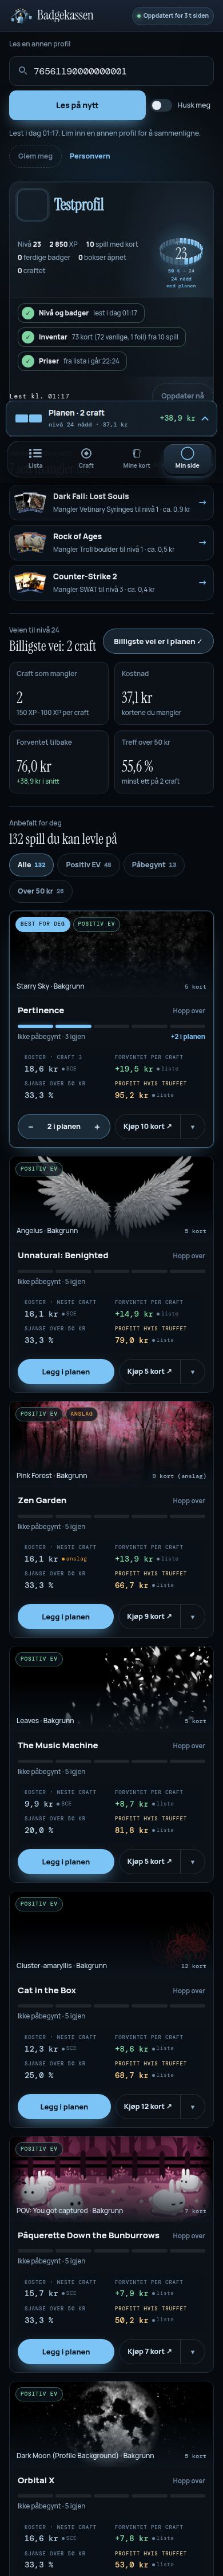 Badgekassen
Oppdatert for 3 t siden
Les en annen profil
76561190000000001
Les på nytt
Husk meg
Lest i dag 01:17. Lim inn en annen profil for å sammenligne.
Glem meg
Personvern
Testprofil
Nivå 23 2 850 XP 10 spill med kort
0 ferdige badger 0 bokser åpnet
0 craftet
23
50 % → 24
24 nådd
med planen
✓ Nivå og badger lest i dag 01:17
✓ Inventar 73 kort (72 vanlige, 1 foil) fra 10 spill
✓ Priser fra lista i går 22:24
Lest kl. 01:17
Oppdater nå
Planen · 2 craft
nivå 24 nådd · 37,1 kr
+38,9 kr
Lista
Craft
Mine kort
Min side
Dark Fall: Lost Souls
Mangler Vetinary Syringes til nivå 1 · ca. 0,9 kr
→
Rock of Ages
Mangler Troll boulder til nivå 1 · ca. 0,5 kr
→
Counter-Strike 2
Mangler SWAT til nivå 3 · ca. 0,4 kr
→
Veien til nivå 24
Billigste vei: 2 craft
Billigste vei er i planen ✓
Craft som mangler
2
150 XP · 100 XP per craft
Kostnad
37,1 kr
kortene du mangler
Forventet tilbake
76,0 kr
+38,9 kr i snitt
Treff over 50 kr
55,6 %
minst ett på 2 craft
Anbefalt for deg
132 spill du kan levle på
Alle 132
Positiv EV 48
Påbegynt 13
Over 50 kr 26
BEST FOR DEG
POSITIV EV
Starry Sky · Bakgrunn
5 kort
Pertinence
Hopp over
Ikke påbegynt · 3 igjen
+2 i planen
KOSTER · CRAFT 3
18,6 kr SCE
FORVENTET PER CRAFT
+19,5 kr liste
SJANSE OVER 50 KR
33,3 %
PROFITT HVIS TRUFFET
95,2 kr liste
− 2 i planen +
Kjøp 10 kort ↗
▾
POSITIV EV
Angelus · Bakgrunn
5 kort
Unnatural: Benighted
Hopp over
Ikke påbegynt · 5 igjen
KOSTER · NESTE CRAFT
16,1 kr SCE
FORVENTET PER CRAFT
+14,9 kr liste
SJANSE OVER 50 KR
33,3 %
PROFITT HVIS TRUFFET
79,0 kr liste
Legg i planen
Kjøp 5 kort ↗
▾
POSITIV EV
ANSLAG
Pink Forest · Bakgrunn
9 kort (anslag)
Zen Garden
Hopp over
Ikke påbegynt · 5 igjen
KOSTER · NESTE CRAFT
16,1 kr anslag
FORVENTET PER CRAFT
+13,9 kr liste
SJANSE OVER 50 KR
33,3 %
PROFITT HVIS TRUFFET
66,7 kr liste
Legg i planen
Kjøp 9 kort ↗
▾
POSITIV EV
Leaves · Bakgrunn
5 kort
The Music Machine
Hopp over
Ikke påbegynt · 5 igjen
KOSTER · NESTE CRAFT
9,9 kr SCE
FORVENTET PER CRAFT
+8,7 kr liste
SJANSE OVER 50 KR
20,0 %
PROFITT HVIS TRUFFET
81,8 kr liste
Legg i planen
Kjøp 5 kort ↗
▾
POSITIV EV
Cluster-amaryllis · Bakgrunn
12 kort
Cat in the Box
Hopp over
Ikke påbegynt · 5 igjen
KOSTER · NESTE CRAFT
12,3 kr SCE
FORVENTET PER CRAFT
+8,6 kr liste
SJANSE OVER 50 KR
25,0 %
PROFITT HVIS TRUFFET
68,7 kr liste
Legg i planen
Kjøp 12 kort ↗
▾
POSITIV EV
POV: You got captured · Bakgrunn
7 kort
Pâquerette Down the Bunburrows
Hopp over
Ikke påbegynt · 5 igjen
KOSTER · NESTE CRAFT
15,7 kr SCE
FORVENTET PER CRAFT
+7,9 kr liste
SJANSE OVER 50 KR
33,3 %
PROFITT HVIS TRUFFET
50,2 kr liste
Legg i planen
Kjøp 7 kort ↗
▾
POSITIV EV
Dark Moon (Profile Background) · Bakgrunn
5 kort
Orbital X
Hopp over
Ikke påbegynt · 5 igjen
KOSTER · NESTE CRAFT
16,6 kr SCE
FORVENTET PER CRAFT
+7,8 kr liste
SJANSE OVER 50 KR
33,3 %
PROFITT HVIS TRUFFET
53,0 kr liste